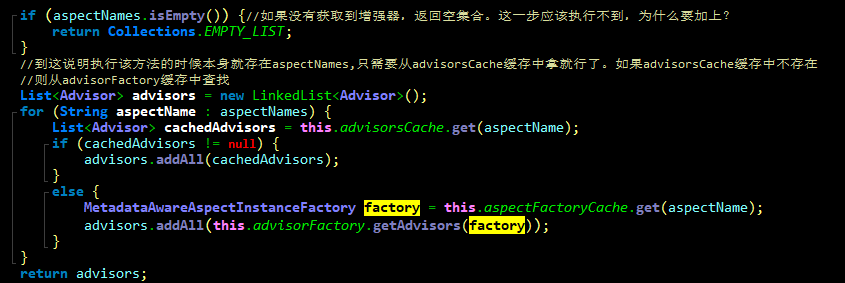 if (aspectNames.isEmpty()) {//如果没有获取到增强器，返回空集合。这一步应该执行不到，为什么要加上？
return Collections.EMPTY_LIST;
}
//到这说明执行该方法的时候本身就存在aspectNames,只需要从advisorsCache缓存中拿就行了。如果advisorsCache缓存中不存在
//则从advisorFactory缓存中查找
List<Advisor> advisors = new LinkedList<Advisor>();
for (String aspectName : aspectNames) {
List<Advisor> cachedAdvisors = this.advisorsCache.get(aspectName);
if (cachedAdvisors != null) {
advisors.addAll(cachedAdvisors);
}
else {
MetadataAwareAspectInstanceFactory factory = this.aspectFactoryCache.get(aspectName);
advisors.addAll(this.advisorFactory.getAdvisors(factory));
}
}
return advisors;